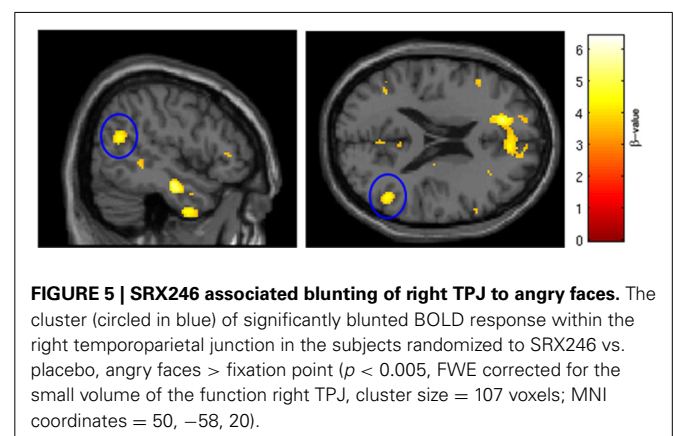 6
5
4
3
2
1
0
β−value
FIGURE 5 | SRX246 associated blunting of right TPJ to angry faces. The
cluster (circled in blue) of significantly blunted BOLD response within the
right temporoparietal junction in the subjects randomized to SRX246 vs.
placebo, angry faces > fixation point (p < 0.005, FWE corrected for the
small volume of the function right TPJ, cluster size = 107 voxels; MNI
coordinates = 50, −58, 20).